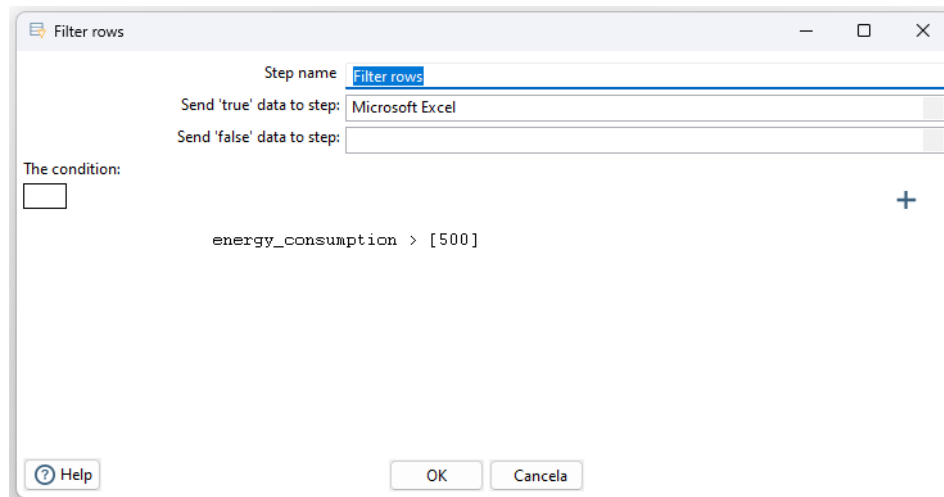 Filter rows
Step name Filter rows
Send 'true' data to step: Microsoft Excel
Send 'false' data to step:
The condition:
energy_consumption > [500]
Help OK Cancela